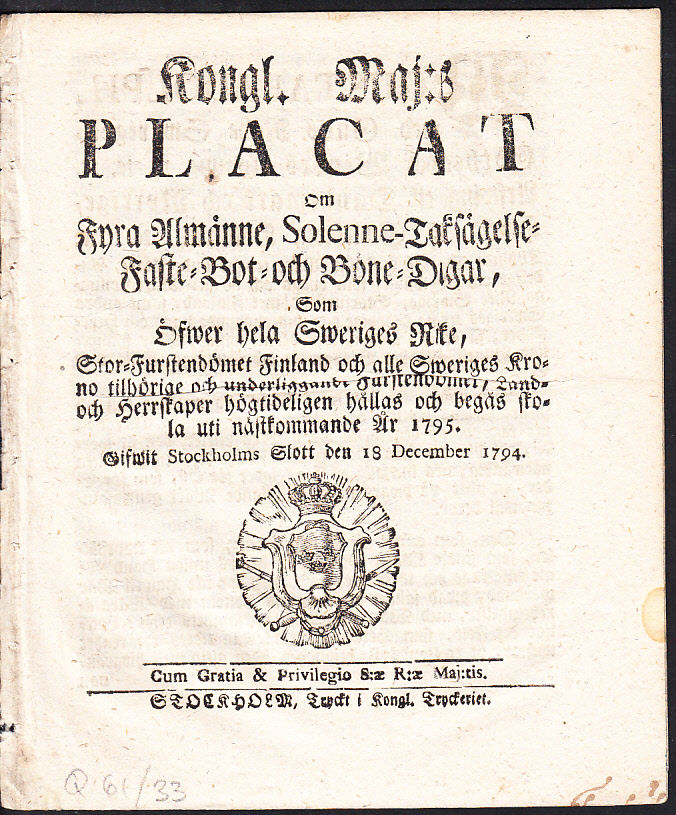 Kongl. Maj:s
PLACAT
Om
Fyra Almänne, Solenne-Taksägelse-
Faste-Bot-och Böne-Digar,
Som
Öfwer hela Sweriges Rike,
Stor-Furstendömet Finland och alle Sweriges Kro-
no tilhörige och underliggande Furstendömer, Land-
och Herrskaper högtideligen hållas och begås sko-
la uti nästkommande År 1795.
Gifwit Stockholms Slott den 18 December 1794.
Cum Gratia & Privilegio S:æ R:æ Maj:tis.
STOCKHOLM, Tryckt i Kongl. Tryckeriet.
Q 61/33